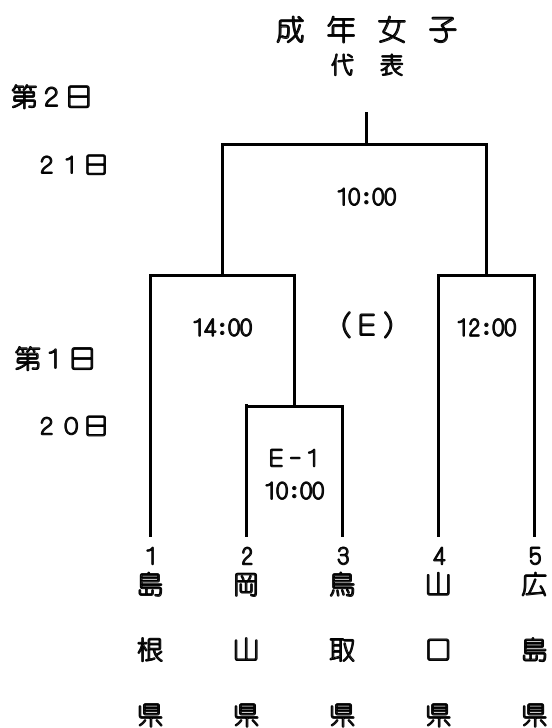 成年女子
代表
第２日
２１日
10:00
14:00
（Ｅ）
12:00
第１日
２０日
Ｅ－１
10:00
1
2
3
4
5
島根県
岡山県
鳥取県
山口県
広島県